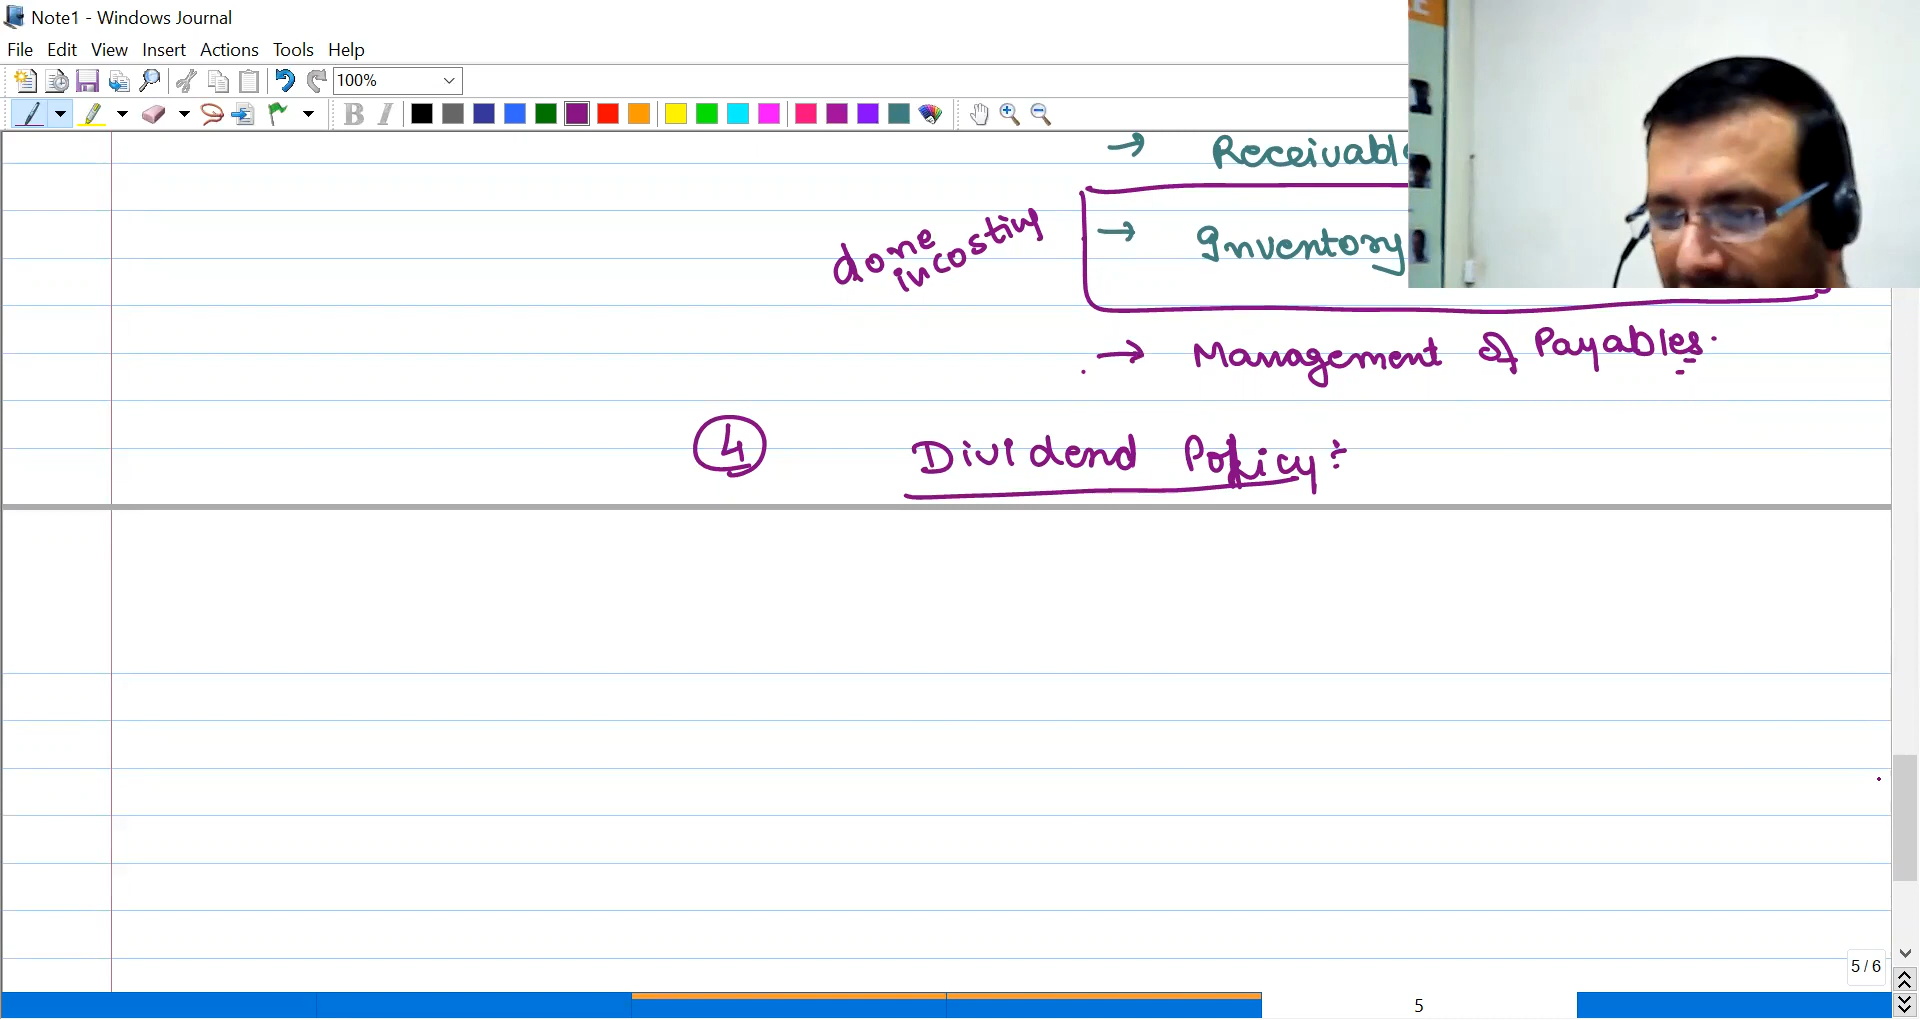 Note1 - Windows Journal
File Edit View Insert Actions Tools Help
100%
B I
→ Receivabl
done
in costing
→ Inventory
→ Management of Payables.
4 Dividend Policy:
5 / 6
5